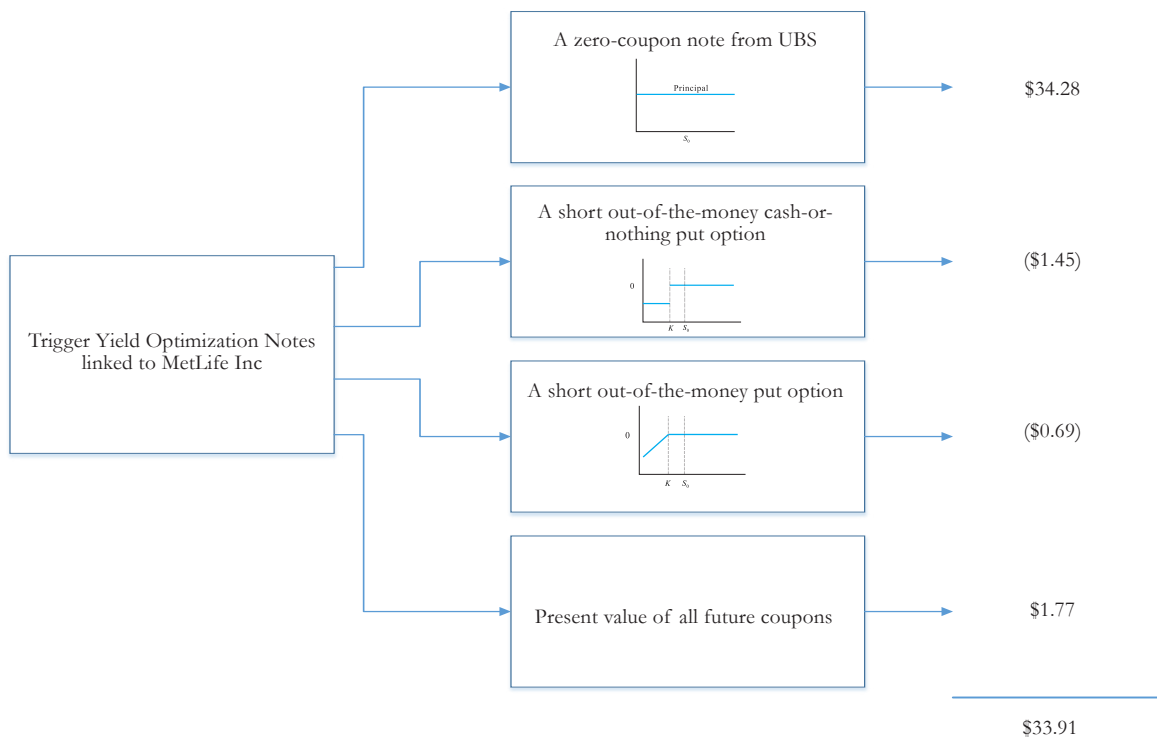 A zero-coupon note from UBS
Principal
S₀
$34.28
A short out-of-the-money cash-or-
nothing put option
0
K S₀
($1.45)
Trigger Yield Optimization Notes
linked to MetLife Inc
A short out-of-the-money put option
0
K S₀
($0.69)
Present value of all future coupons
$1.77
$33.91